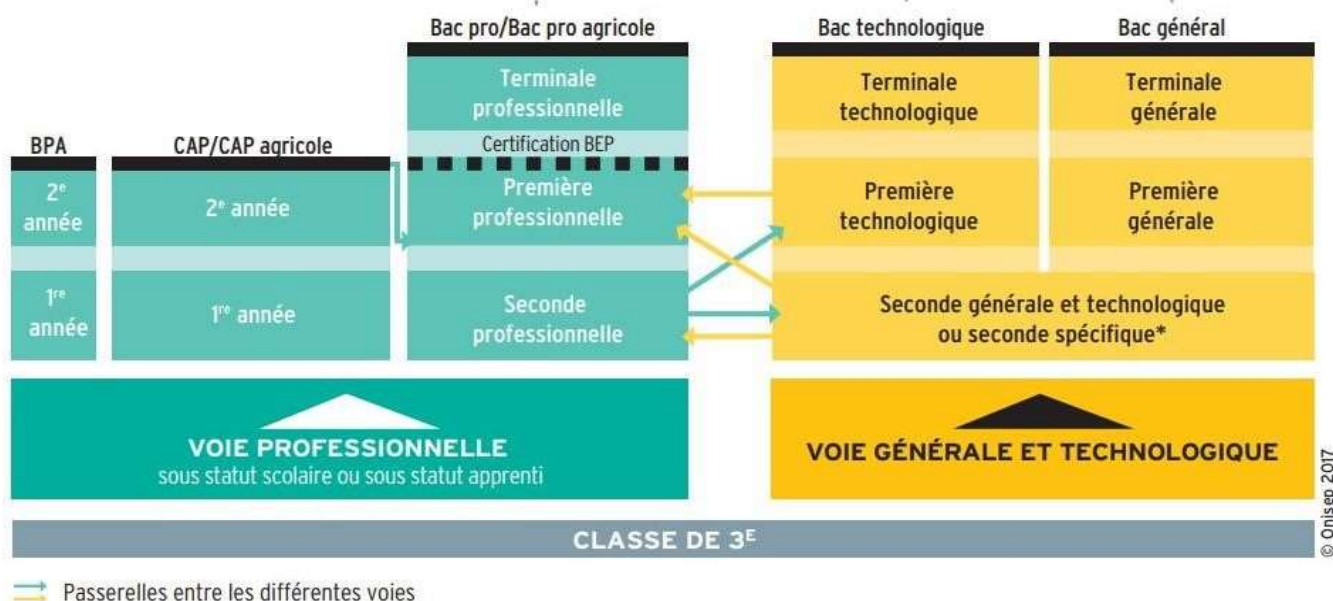 Bac pro/Bac pro agricole
Bac technologique
Bac général
Terminale
professionnelle
Terminale
technologique
Terminale
générale
BPA
CAP/CAP agricole
Certification BEP
2e
année
2e année
Première
professionnelle
Première
technologique
Première
générale
1re
année
1re année
Seconde
professionnelle
Seconde générale et technologique
ou seconde spécifique*
VOIE PROFESSIONNELLE
sous statut scolaire ou sous statut apprenti
VOIE GÉNÉRALE ET TECHNOLOGIQUE
© Onisep 2017
CLASSE DE 3E
Passerelles entre les différentes voies